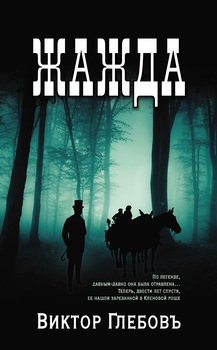 ЖАЖДА
По легенде,
давным-давно она была отравлена...
Теперь, двести лет спустя,
ее нашли зарезанной в Кленовой роще
Виктор Глебовъ